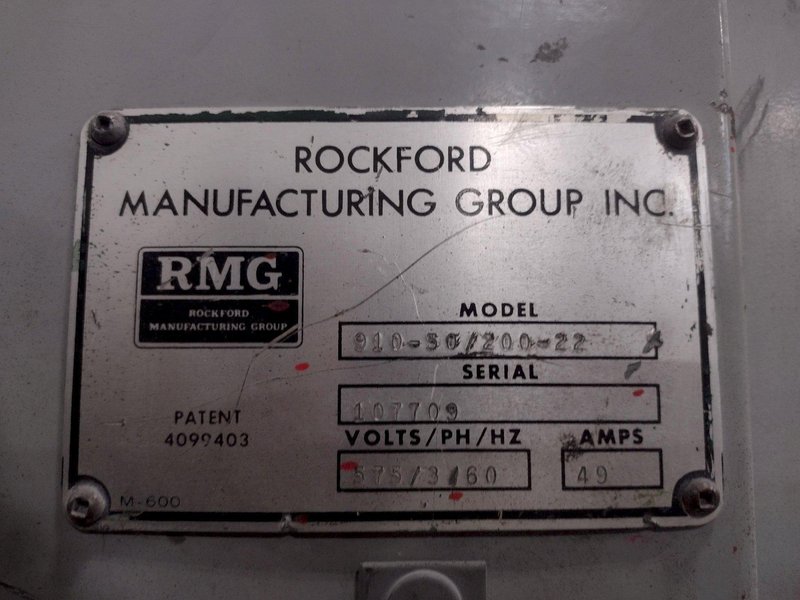 ROCKFORD
MANUFACTURING GROUP INC.
RMG
ROCKFORD
MANUFACTURING GROUP
MODEL
910-50/200-22
SERIAL
107709
PATENT
4099403
VOLTS/PH/HZ
575/3/60
AMPS
49
M-600